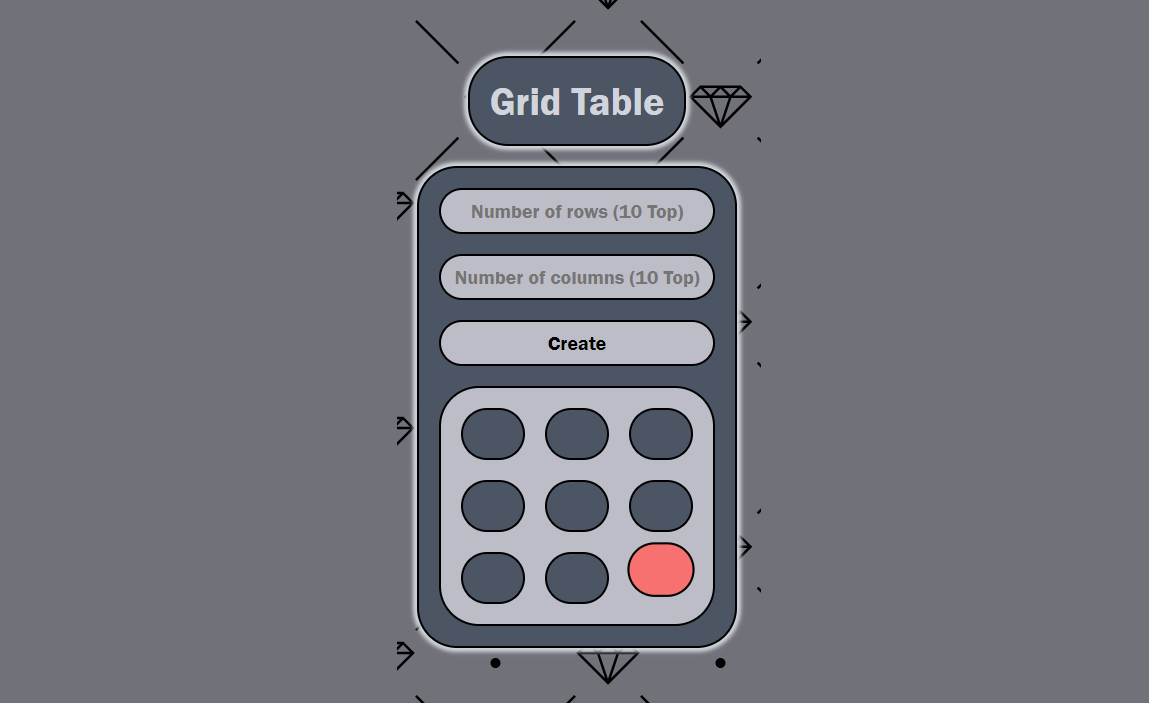 Grid Table
Number of rows (10 Top)
Number of columns (10 Top)
Create